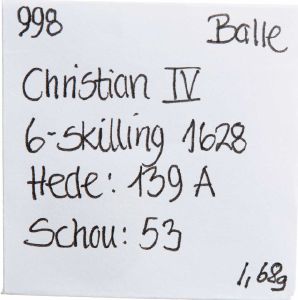 998 Balle
Christian IV
6-skilling 1628
Hede: 139 A
Schou: 53
1,68g